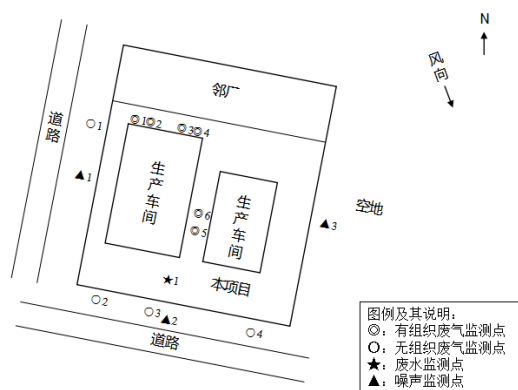 N
风向
邻厂
道路
◎1◎2 ◎3◎4
○1
生产车间
生产车间
▲1
◎6
◎5
空地
▲3
★1
本项目
○2
○3
▲2
○4
道路
图例及其说明：
◎：有组织废气监测点
○：无组织废气监测点
★：废水监测点
▲：噪声监测点